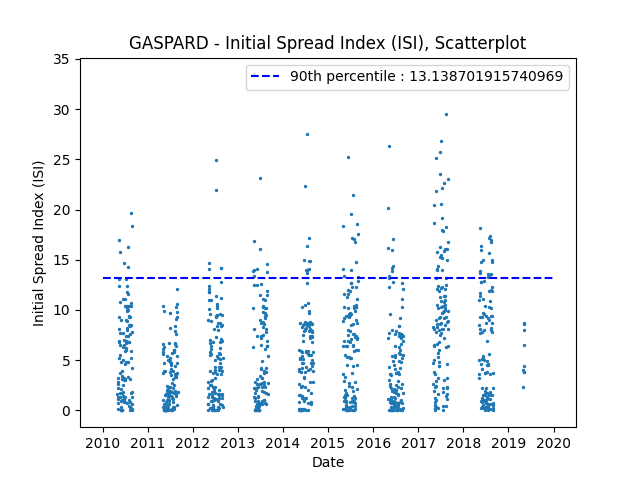 GASPARD - Initial Spread Index (ISI), Scatterplot
90th percentile : 13.138701915740969
Initial Spread Index (ISI)
35
30
25
20
15
10
5
0
2010 2011 2012 2013 2014 2015 2016 2017 2018 2019 2020
Date